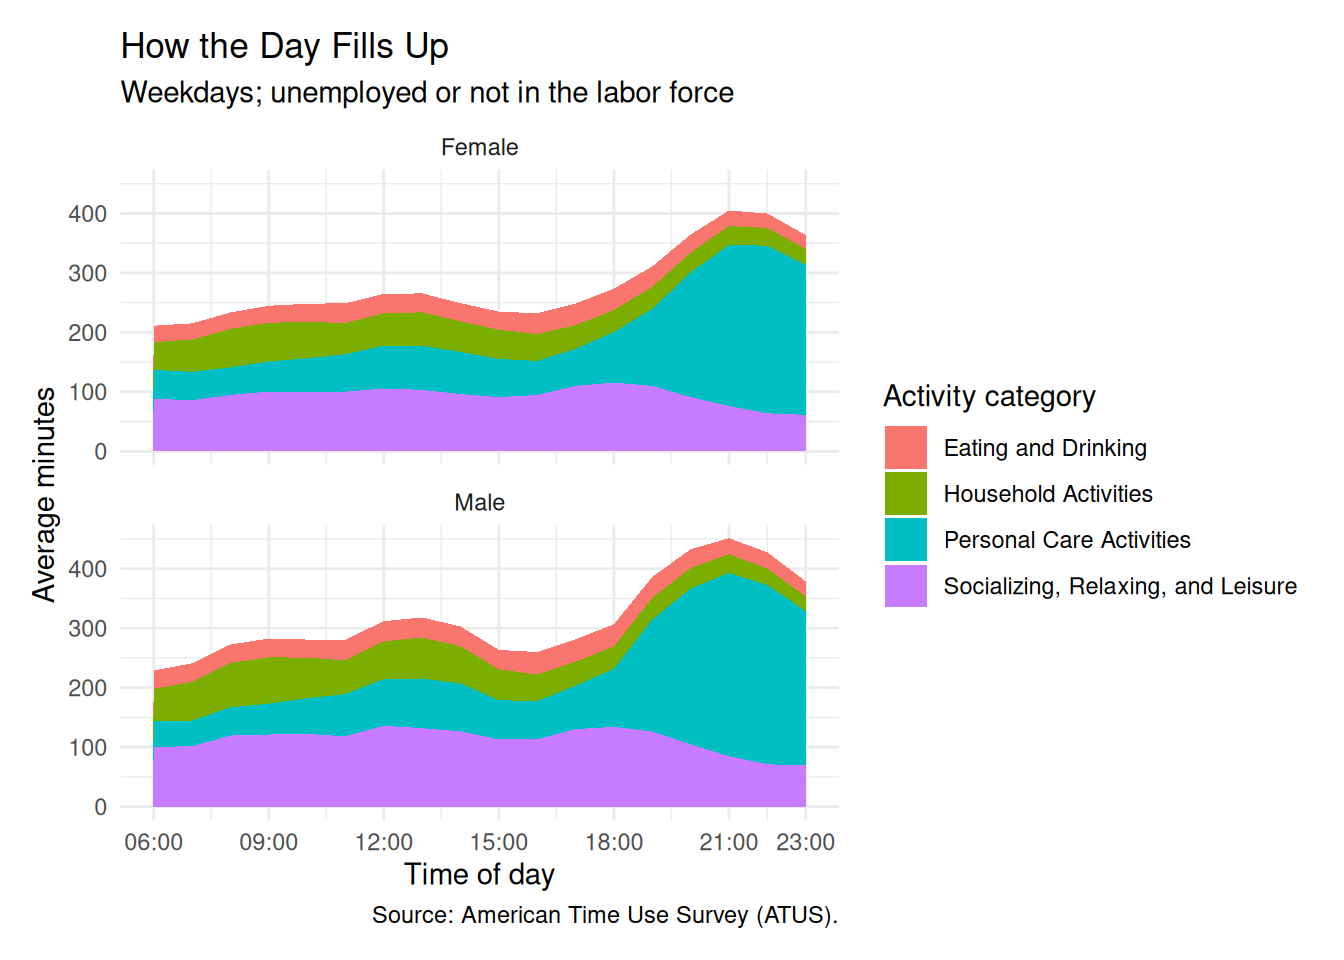 How the Day Fills Up
Weekdays; unemployed or not in the labor force
Female
400
300
200
100
0
Male
400
300
200
100
0
Average minutes
06:00 09:00 12:00 15:00 18:00 21:00 23:00
Time of day
Source: American Time Use Survey (ATUS).
Activity category
Eating and Drinking
Household Activities
Personal Care Activities
Socializing, Relaxing, and Leisure